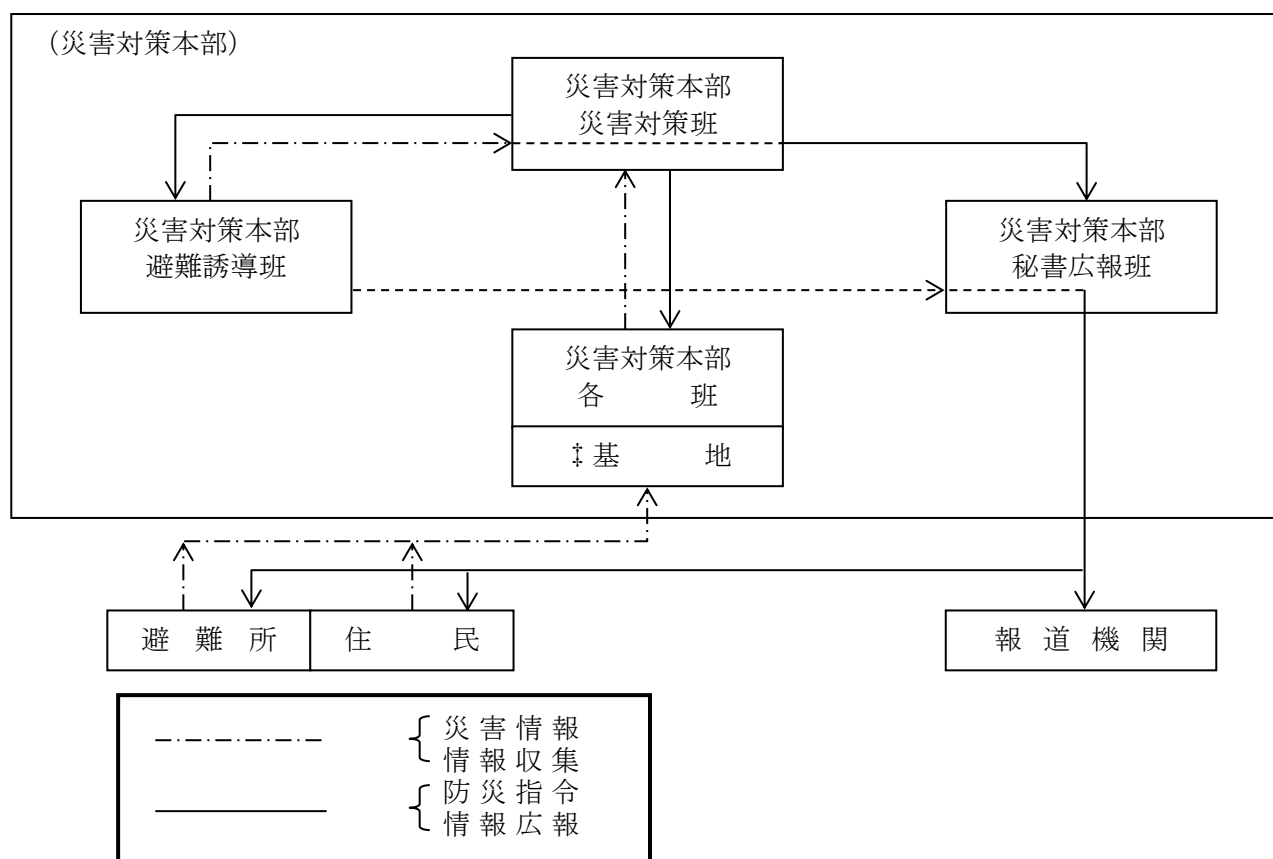 （災害対策本部）
災害対策本部
災害対策班
災害対策本部
避難誘導班
災害対策本部
秘書広報班
災害対策本部
各　　　班
‡基　　　地
避 難 所
住　　　民
報 道 機 関
災 害 情 報
情 報 収 集
防 災 指 令
情 報 広 報